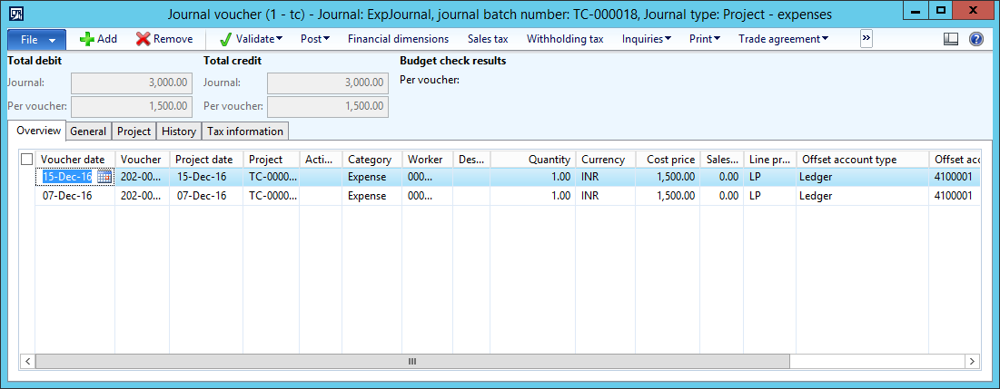 Journal voucher (1 - tc) - Journal: ExpJournal, journal batch number: TC-000018, Journal type: Project - expenses
File Add Remove Validate Post Financial dimensions Sales tax Withholding tax Inquiries Print Trade agreement »
Total debit Total credit Budget check results
Journal: 3,000.00 Journal: 3,000.00 Per voucher:
Per voucher: 1,500.00 Per voucher: 1,500.00
Overview General Project History Tax information
Voucher date Voucher Project date Project Acti... Category Worker Des... Quantity Currency Cost price Sales... Line pr... Offset account type Offset acc
15-Dec-16 202-00... 15-Dec-16 TC-0000... Expense 000... 1.00 INR 1,500.00 0.00 LP Ledger 4100001
07-Dec-16 202-00... 07-Dec-16 TC-0000... Expense 000... 1.00 INR 1,500.00 0.00 LP Ledger 4100001